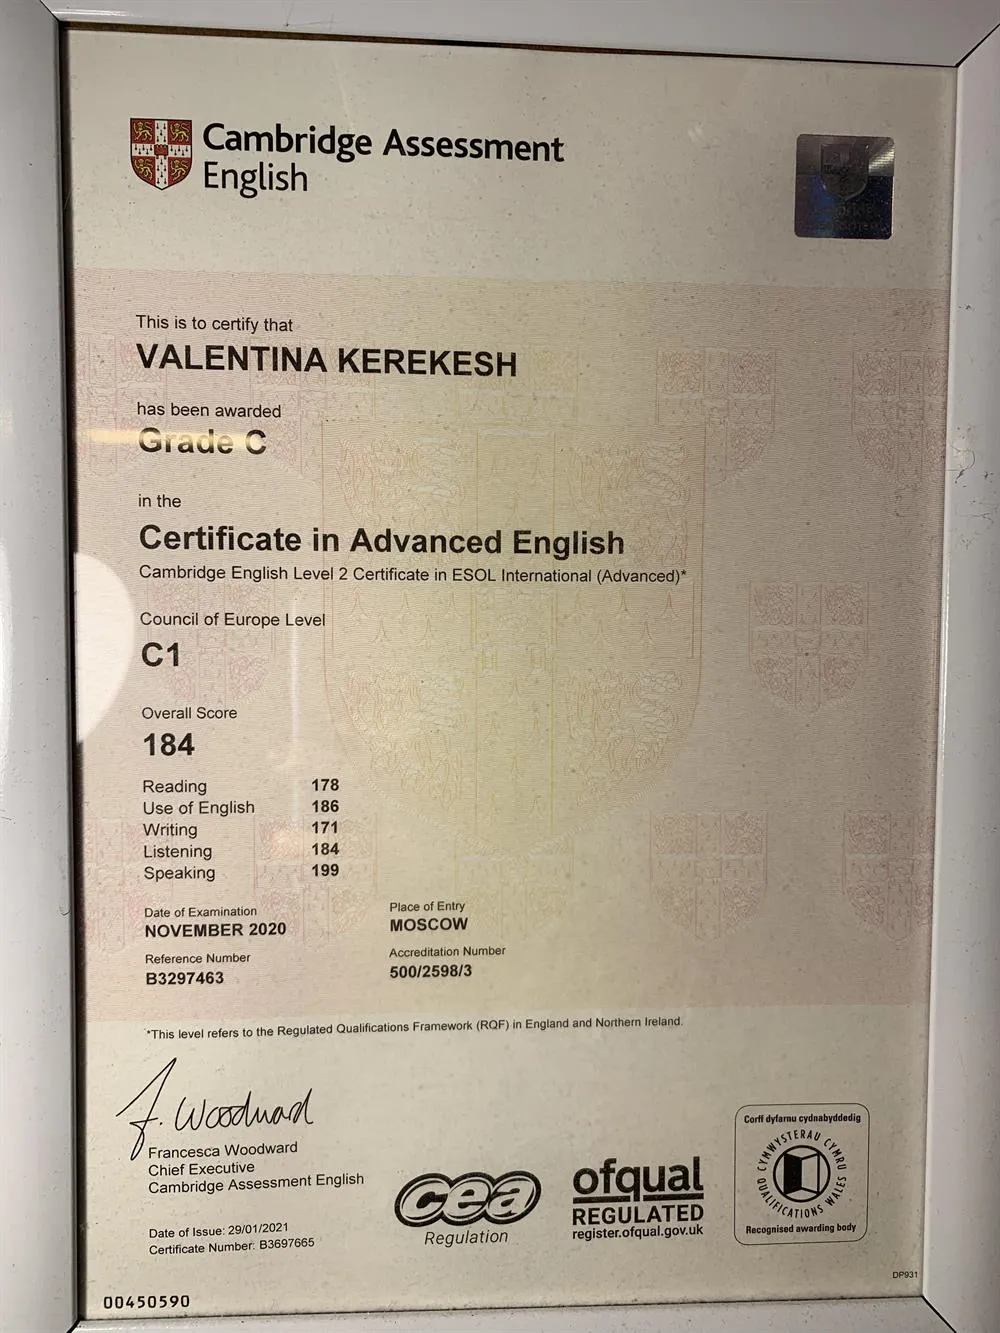 Cambridge Assessment
English
This is to certify that
VALENTINA KEREKESH
has been awarded
Grade C
in the
Certificate in Advanced English
Cambridge English Level 2 Certificate in ESOL International (Advanced)*
Council of Europe Level
C1
Overall Score
184
Reading 178
Use of English 186
Writing 171
Listening 184
Speaking 199
Date of Examination
NOVEMBER 2020
Place of Entry
MOSCOW
Reference Number
B3297463
Accreditation Number
500/2598/3
*This level refers to the Regulated Qualifications Framework (RQF) in England and Northern Ireland.
F. Woodward
Francesca Woodward
Chief Executive
Cambridge Assessment English
Date of Issue: 29/01/2021
Certificate Number: B3697665
cea
Regulation
ofqual
REGULATED
register.ofqual.gov.uk
Corff dyfarnu cydnabyddedig
CYMWYSTERAU CYMRU
QUALIFICATIONS WALES
Recognised awarding body
DP931
00450590